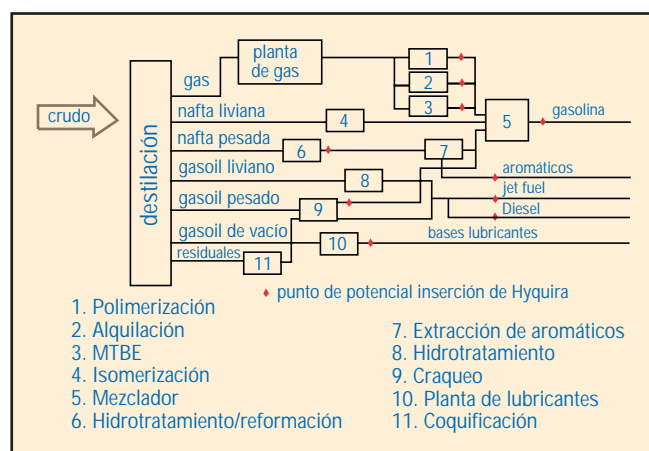 planta
de gas
1
2
3
gas
crudo
destilación
nafta liviana
4
5
gasolina
nafta pesada
6
7
gasoil liviano
8
aromáticos
jet fuel
gasoil pesado
9
Diesel
gasoil de vacío
10
bases lubricantes
residuales
11
punto de potencial inserción de Hyquira
1. Polimerización
2. Alquilación
3. MTBE
4. Isomerización
5. Mezclador
6. Hidrotratamiento/reformación
7. Extracción de aromáticos
8. Hidrotratamiento
9. Craqueo
10. Planta de lubricantes
11. Coquificación